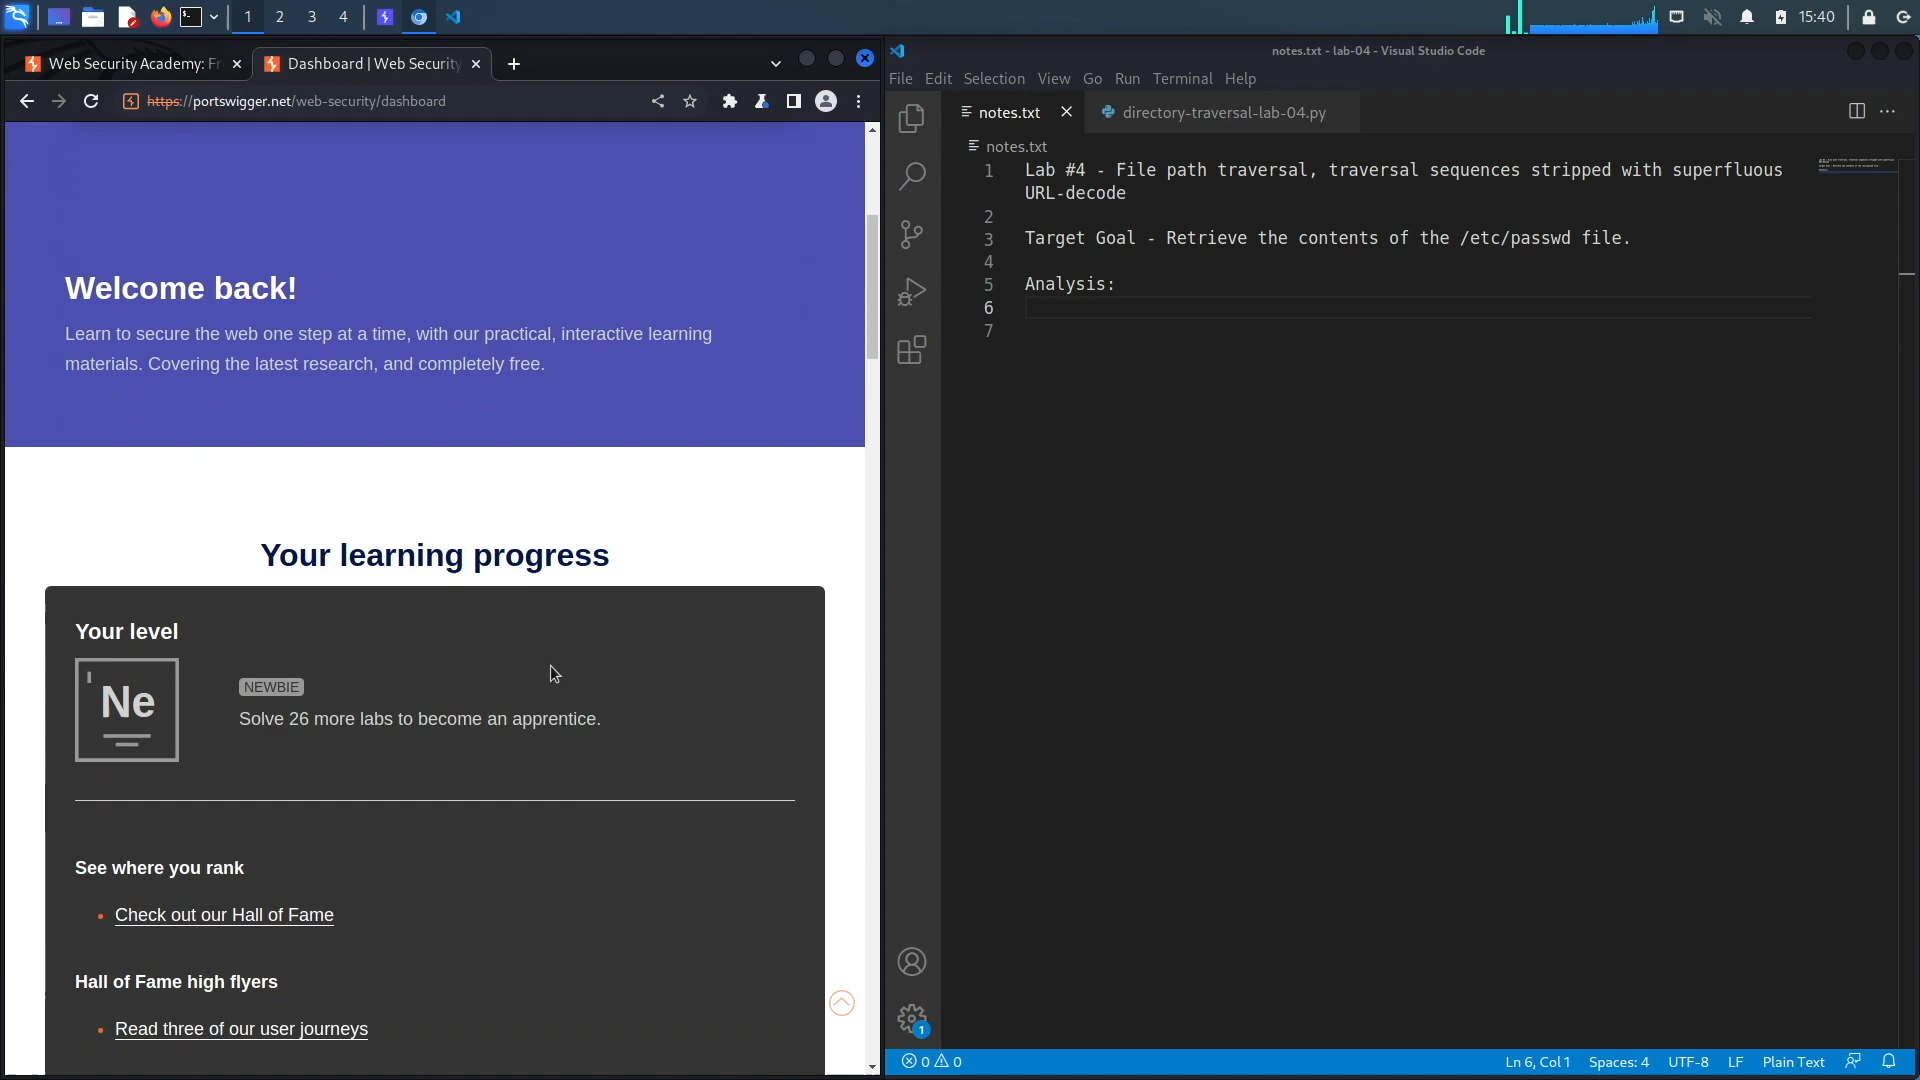 1 2 3 4
15:40
Web Security Academy: Fr
Dashboard | Web Security
https://portswigger.net/web-security/dashboard
Welcome back!
Learn to secure the web one step at a time, with our practical, interactive learning
materials. Covering the latest research, and completely free.
Your learning progress
Your level
Ne
NEWBIE
Solve 26 more labs to become an apprentice.
See where you rank
Check out our Hall of Fame
Hall of Fame high flyers
Read three of our user journeys
notes.txt - lab-04 - Visual Studio Code
File Edit Selection View Go Run Terminal Help
notes.txt
directory-traversal-lab-04.py
notes.txt
1 Lab #4 - File path traversal, traversal sequences stripped with superfluous
URL-decode
2
3 Target Goal - Retrieve the contents of the /etc/passwd file.
4
5 Analysis:
6
7
1
0 0
Ln 6, Col 1 Spaces: 4 UTF-8 LF Plain Text